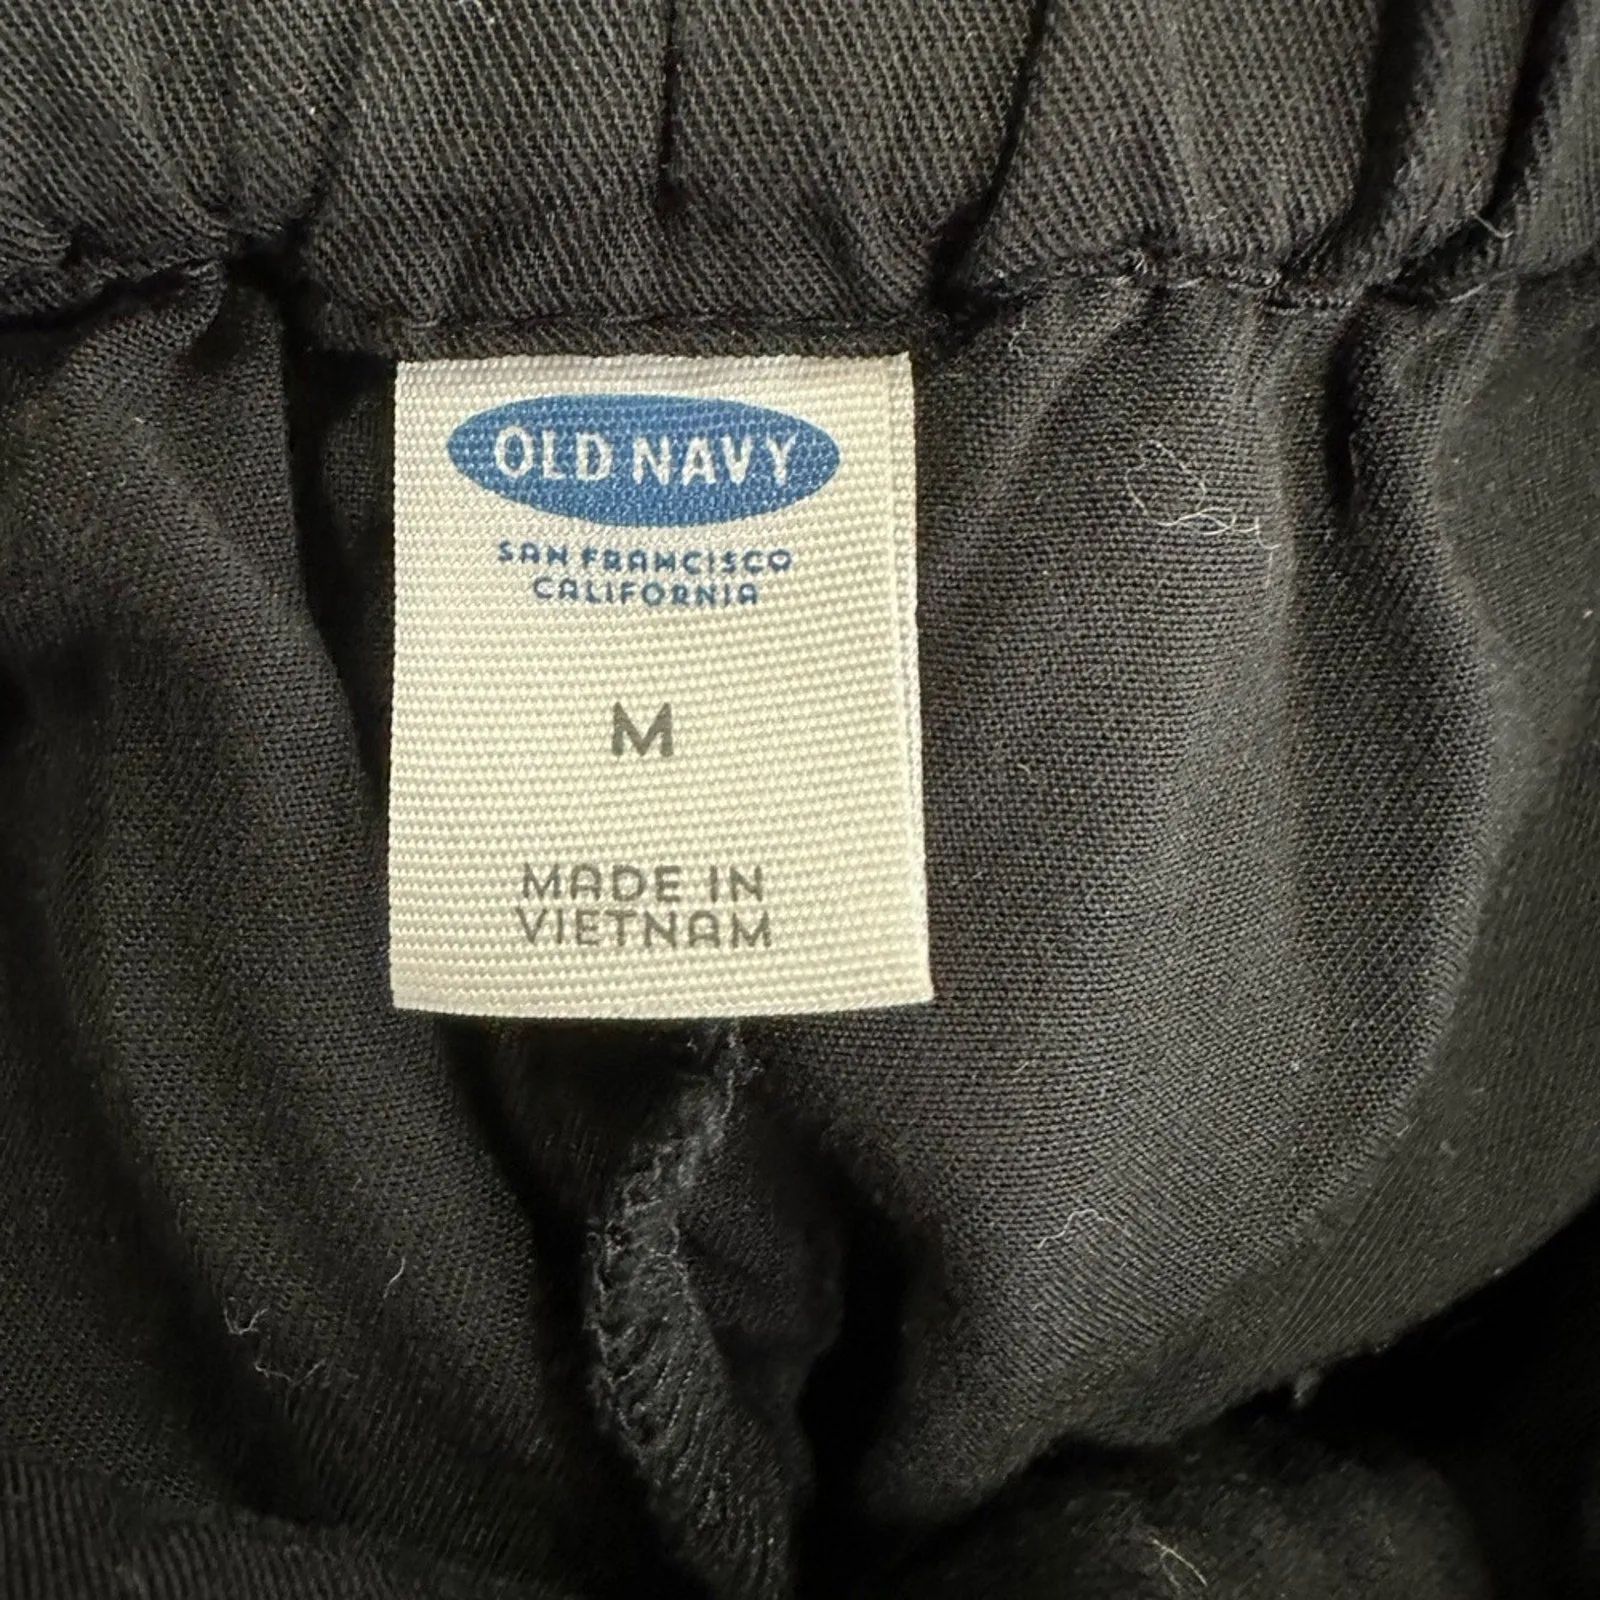 OLD NAVY
SAN FRANCISCO
CALIFORNIA
M
MADE IN
VIETNAM